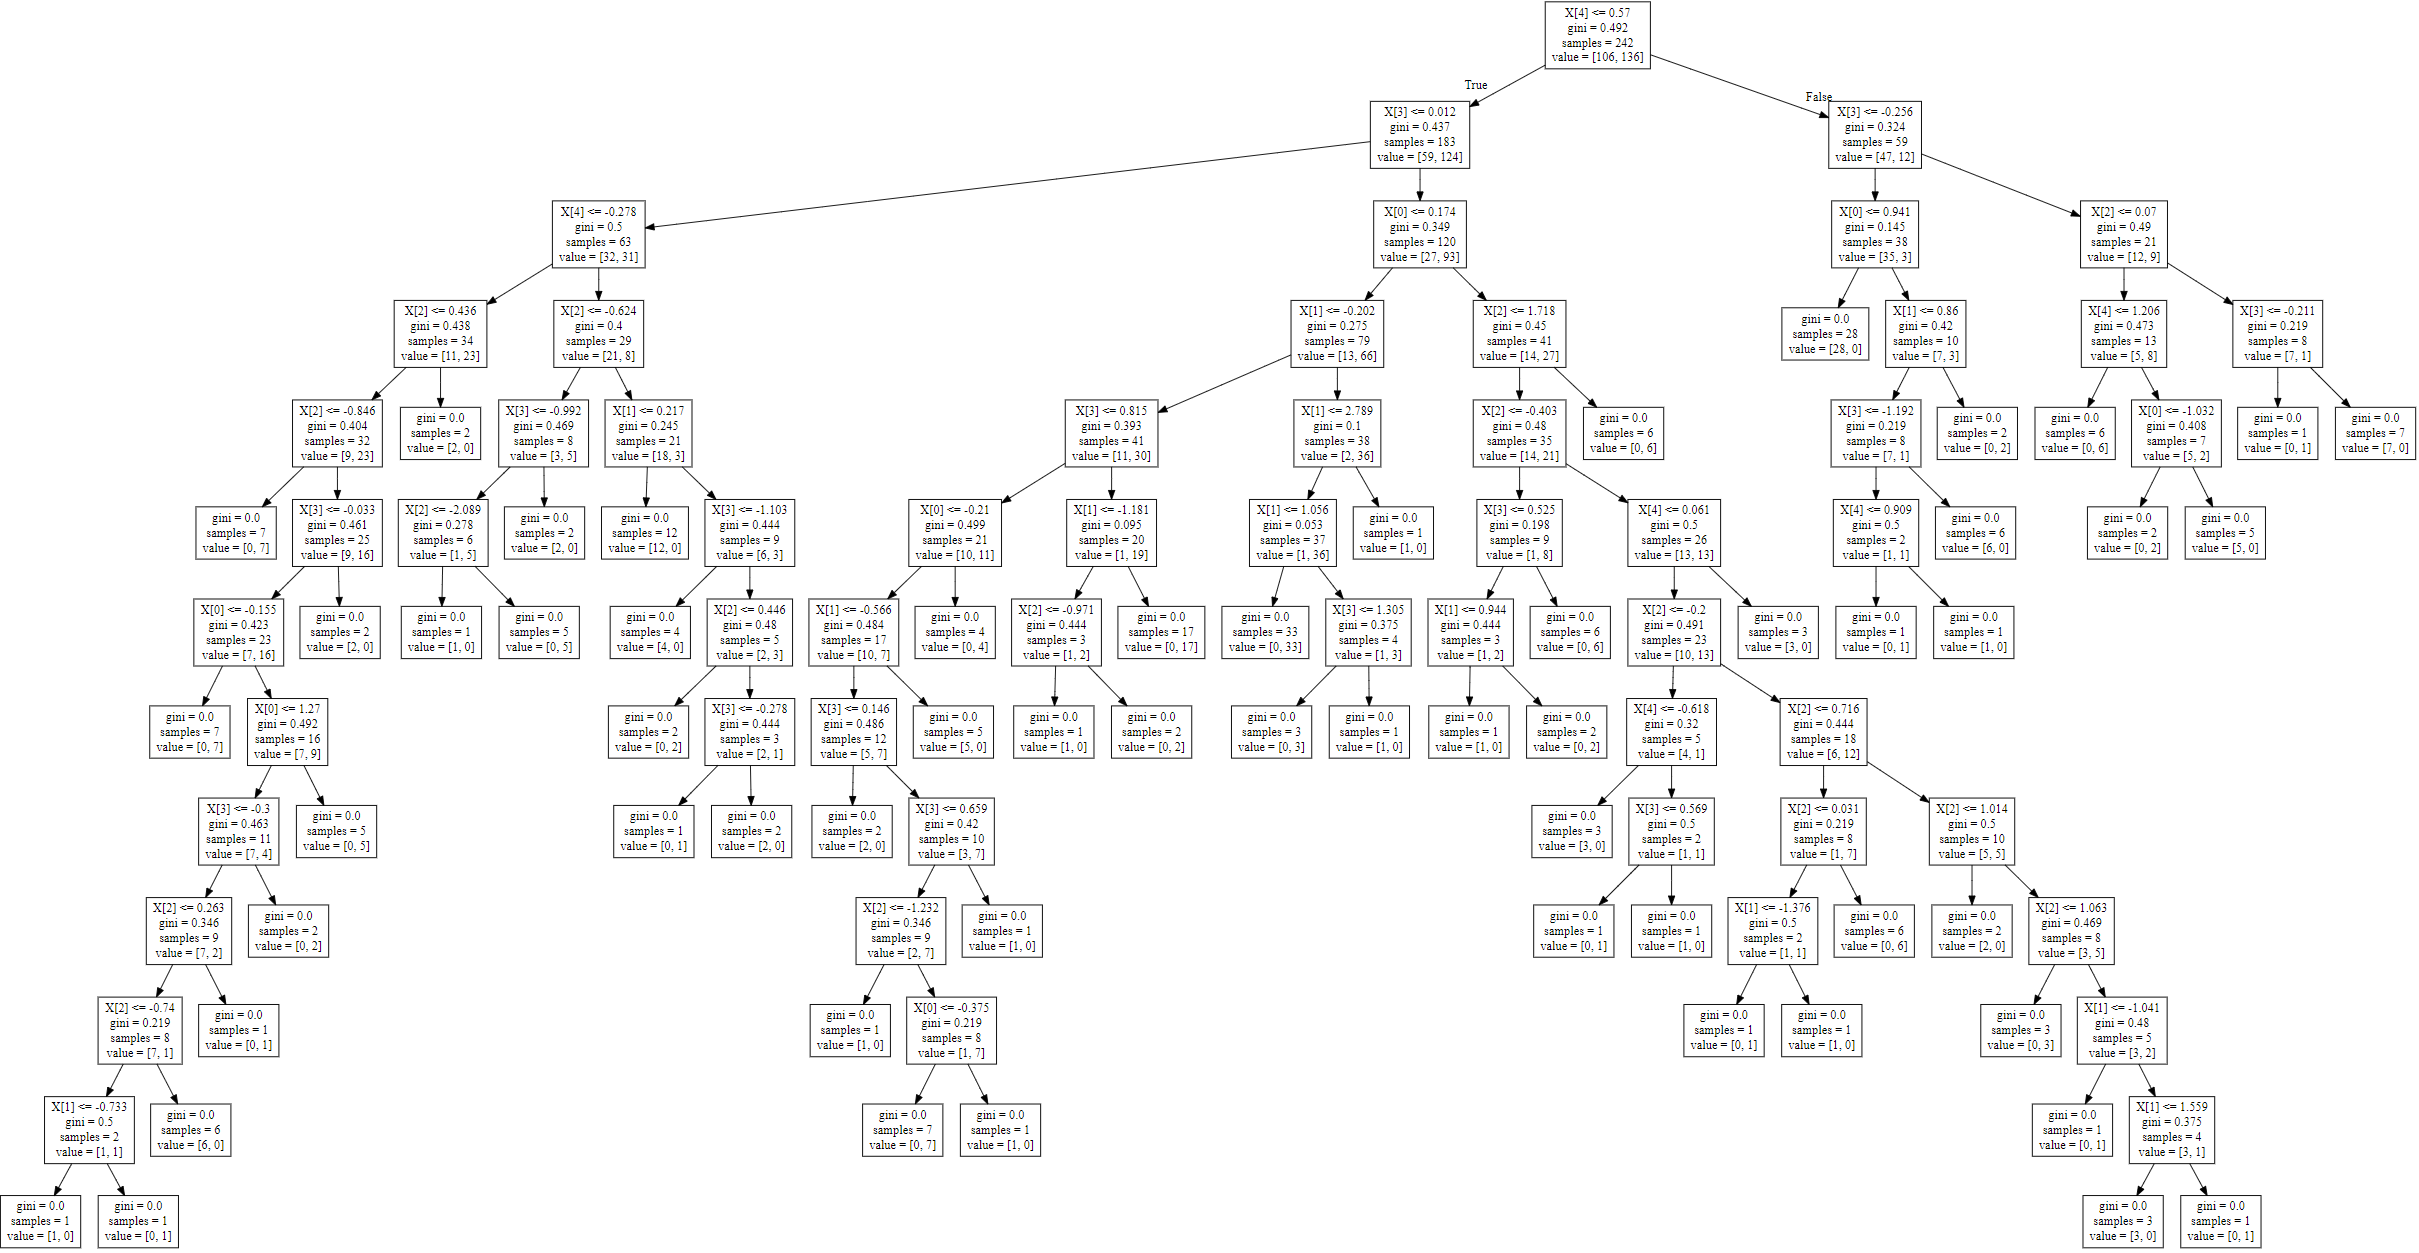 X[4] <= 0.57
gini = 0.492
samples = 242
value = [106, 136]
True
False
X[3] <= 0.012
gini = 0.437
samples = 183
value = [59, 124]
X[3] <= -0.256
gini = 0.324
samples = 59
value = [47, 12]
X[4] <= -0.278
gini = 0.5
samples = 63
value = [32, 31]
X[0] <= 0.174
gini = 0.349
samples = 120
value = [27, 93]
X[0] <= 0.941
gini = 0.145
samples = 38
value = [35, 3]
X[2] <= 0.07
gini = 0.49
samples = 21
value = [12, 9]
X[2] <= 0.436
gini = 0.438
samples = 34
value = [11, 23]
X[2] <= -0.624
gini = 0.4
samples = 29
value = [21, 8]
X[1] <= -0.202
gini = 0.275
samples = 79
value = [13, 66]
X[2] <= 1.718
gini = 0.45
samples = 41
value = [14, 27]
gini = 0.0
samples = 28
value = [28, 0]
X[1] <= 0.86
gini = 0.42
samples = 10
value = [7, 3]
X[4] <= 1.206
gini = 0.473
samples = 13
value = [5, 8]
X[3] <= -0.211
gini = 0.219
samples = 8
value = [7, 1]
X[2] <= -0.846
gini = 0.404
samples = 32
value = [9, 23]
gini = 0.0
samples = 2
value = [2, 0]
X[3] <= -0.992
gini = 0.469
samples = 8
value = [3, 5]
X[1] <= 0.217
gini = 0.245
samples = 21
value = [18, 3]
X[3] <= 0.815
gini = 0.393
samples = 41
value = [11, 30]
X[1] <= 2.789
gini = 0.1
samples = 38
value = [2, 36]
X[2] <= -0.403
gini = 0.48
samples = 35
value = [14, 21]
gini = 0.0
samples = 6
value = [0, 6]
X[3] <= -1.192
gini = 0.219
samples = 8
value = [7, 1]
gini = 0.0
samples = 2
value = [0, 2]
gini = 0.0
samples = 6
value = [0, 6]
X[0] <= -1.032
gini = 0.408
samples = 7
value = [5, 2]
gini = 0.0
samples = 1
value = [0, 1]
gini = 0.0
samples = 7
value = [7, 0]
gini = 0.0
samples = 7
value = [0, 7]
X[3] <= -0.033
gini = 0.461
samples = 25
value = [9, 16]
X[2] <= -2.089
gini = 0.278
samples = 6
value = [1, 5]
gini = 0.0
samples = 2
value = [2, 0]
gini = 0.0
samples = 12
value = [12, 0]
X[3] <= -1.103
gini = 0.444
samples = 9
value = [6, 3]
X[0] <= -0.21
gini = 0.499
samples = 21
value = [10, 11]
X[1] <= -1.181
gini = 0.095
samples = 20
value = [1, 19]
X[1] <= 1.056
gini = 0.053
samples = 37
value = [1, 36]
gini = 0.0
samples = 1
value = [1, 0]
X[3] <= 0.525
gini = 0.198
samples = 9
value = [1, 8]
X[4] <= 0.061
gini = 0.5
samples = 26
value = [13, 13]
X[4] <= 0.909
gini = 0.5
samples = 2
value = [1, 1]
gini = 0.0
samples = 6
value = [6, 0]
gini = 0.0
samples = 2
value = [0, 2]
gini = 0.0
samples = 5
value = [5, 0]
X[0] <= -0.155
gini = 0.423
samples = 23
value = [7, 16]
gini = 0.0
samples = 2
value = [2, 0]
gini = 0.0
samples = 1
value = [1, 0]
gini = 0.0
samples = 5
value = [0, 5]
gini = 0.0
samples = 4
value = [4, 0]
X[2] <= 0.446
gini = 0.48
samples = 5
value = [2, 3]
X[1] <= -0.566
gini = 0.484
samples = 17
value = [10, 7]
gini = 0.0
samples = 4
value = [0, 4]
X[2] <= -0.971
gini = 0.444
samples = 3
value = [1, 2]
gini = 0.0
samples = 17
value = [0, 17]
gini = 0.0
samples = 33
value = [0, 33]
X[3] <= 1.305
gini = 0.375
samples = 4
value = [1, 3]
X[1] <= 0.944
gini = 0.444
samples = 3
value = [1, 2]
gini = 0.0
samples = 6
value = [0, 6]
X[2] <= -0.2
gini = 0.491
samples = 23
value = [10, 13]
gini = 0.0
samples = 3
value = [3, 0]
gini = 0.0
samples = 1
value = [0, 1]
gini = 0.0
samples = 1
value = [1, 0]
gini = 0.0
samples = 7
value = [0, 7]
X[0] <= 1.27
gini = 0.492
samples = 16
value = [7, 9]
gini = 0.0
samples = 2
value = [0, 2]
X[3] <= -0.278
gini = 0.444
samples = 3
value = [2, 1]
X[3] <= 0.146
gini = 0.486
samples = 12
value = [5, 7]
gini = 0.0
samples = 5
value = [5, 0]
gini = 0.0
samples = 1
value = [1, 0]
gini = 0.0
samples = 2
value = [0, 2]
gini = 0.0
samples = 3
value = [0, 3]
gini = 0.0
samples = 1
value = [1, 0]
gini = 0.0
samples = 1
value = [1, 0]
gini = 0.0
samples = 2
value = [0, 2]
X[4] <= -0.618
gini = 0.32
samples = 5
value = [4, 1]
X[2] <= 0.716
gini = 0.444
samples = 18
value = [6, 12]
X[3] <= -0.3
gini = 0.463
samples = 11
value = [7, 4]
gini = 0.0
samples = 5
value = [0, 5]
gini = 0.0
samples = 1
value = [0, 1]
gini = 0.0
samples = 2
value = [2, 0]
gini = 0.0
samples = 2
value = [2, 0]
X[3] <= 0.659
gini = 0.42
samples = 10
value = [3, 7]
gini = 0.0
samples = 3
value = [3, 0]
X[3] <= 0.569
gini = 0.5
samples = 2
value = [1, 1]
X[2] <= 0.031
gini = 0.219
samples = 8
value = [1, 7]
X[2] <= 1.014
gini = 0.5
samples = 10
value = [5, 5]
X[2] <= 0.263
gini = 0.346
samples = 9
value = [7, 2]
gini = 0.0
samples = 2
value = [0, 2]
X[2] <= -1.232
gini = 0.346
samples = 9
value = [2, 7]
gini = 0.0
samples = 1
value = [1, 0]
gini = 0.0
samples = 1
value = [0, 1]
gini = 0.0
samples = 1
value = [1, 0]
X[1] <= -1.376
gini = 0.5
samples = 2
value = [1, 1]
gini = 0.0
samples = 6
value = [0, 6]
gini = 0.0
samples = 2
value = [2, 0]
X[2] <= 1.063
gini = 0.469
samples = 8
value = [3, 5]
X[2] <= -0.74
gini = 0.219
samples = 8
value = [7, 1]
gini = 0.0
samples = 1
value = [0, 1]
gini = 0.0
samples = 1
value = [1, 0]
X[0] <= -0.375
gini = 0.219
samples = 8
value = [1, 7]
gini = 0.0
samples = 1
value = [0, 1]
gini = 0.0
samples = 1
value = [1, 0]
gini = 0.0
samples = 3
value = [0, 3]
X[1] <= -1.041
gini = 0.48
samples = 5
value = [3, 2]
X[1] <= -0.733
gini = 0.5
samples = 2
value = [1, 1]
gini = 0.0
samples = 6
value = [6, 0]
gini = 0.0
samples = 7
value = [0, 7]
gini = 0.0
samples = 1
value = [1, 0]
gini = 0.0
samples = 1
value = [0, 1]
X[1] <= 1.559
gini = 0.375
samples = 4
value = [3, 1]
gini = 0.0
samples = 1
value = [1, 0]
gini = 0.0
samples = 1
value = [0, 1]
gini = 0.0
samples = 3
value = [3, 0]
gini = 0.0
samples = 1
value = [0, 1]